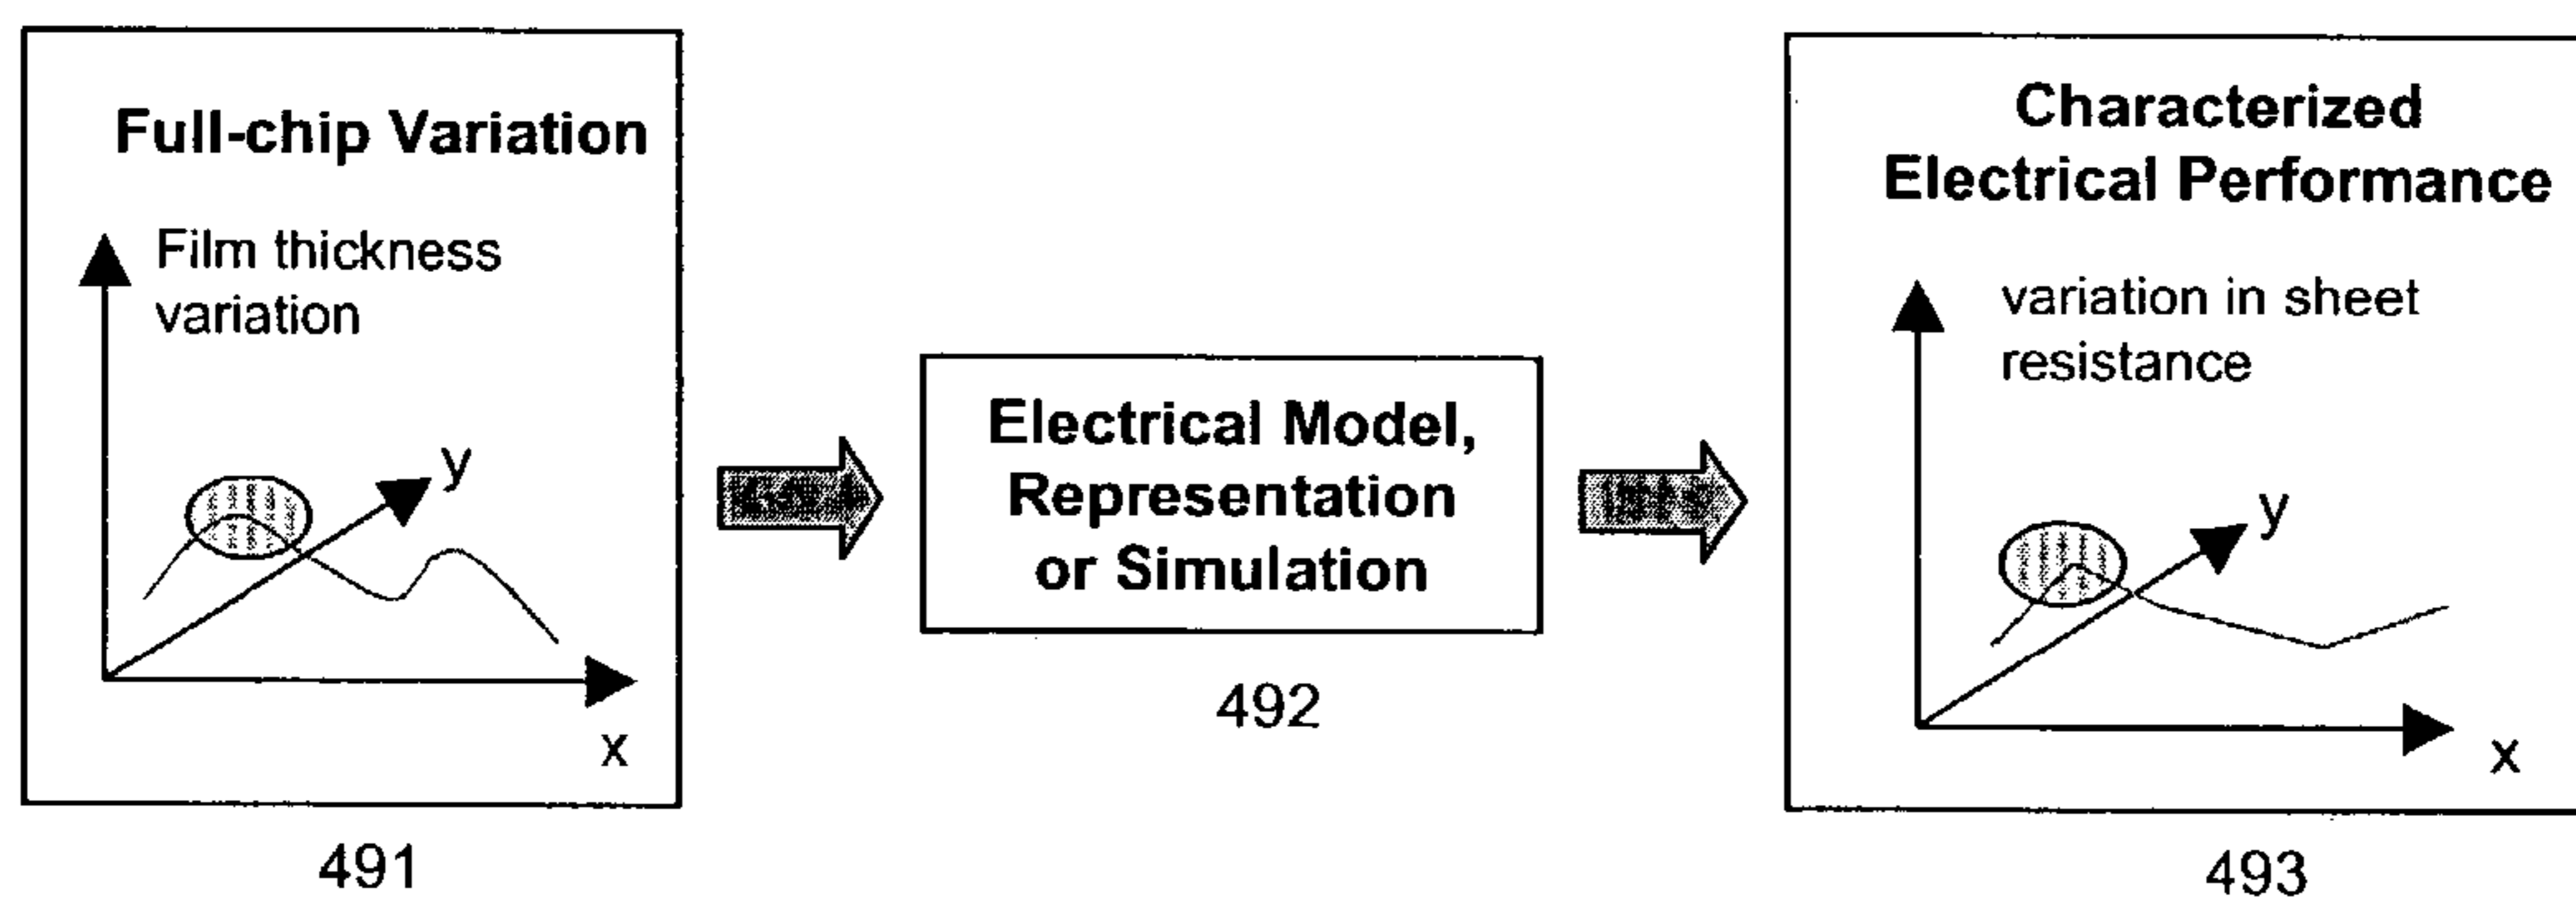 Full-chip Variation
Film thickness
variation
y
x
491
Electrical Model,
Representation
or Simulation
492
Characterized
Electrical Performance
variation in sheet
resistance
y
x
493